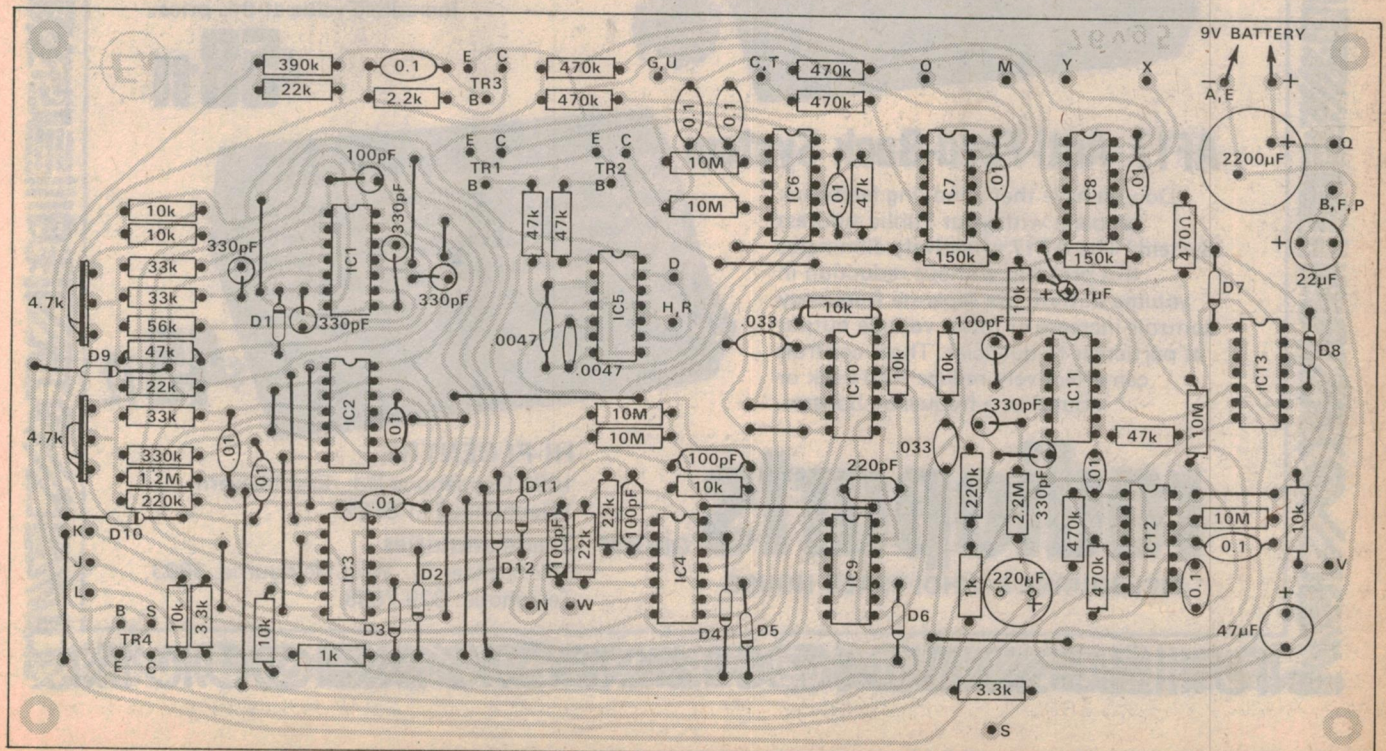 9V BATTERY
390k
0.1
E
C
470k
G,U
C,T
470k
O
M
Y
X
A,E
22k
2.2k
TR3
B
470k
470k
0.1
0.1
2200µF
Q
100pF
E
C
TR1
B
E
C
TR2
B
10M
IC6
.01
47k
IC7
.01
IC8
.01
B,F,P
10k
10k
330pF
330pF
IC1
47k
47k
10M
470Ω
22µF
33k
33k
4.7k
330pF
330pF
D1
IC5
D
H,R
150k
150k
10k
1µF
D7
56k
47k
D9
.0047
.0047
.033
10k
IC10
10k
10k
100pF
IC11
IC13
D8
22k
33k
4.7k
IC2
.01
.01
.01
10M
10M
.033
330pF
47k
10M
330k
1.2M
220k
D10
100pF
10k
220pF
220k
2.2M
330pF
.01
.01
D11
D12
100pF
22k
22k
100pF
IC4
IC9
470k
470k
IC12
10M
0.1
0.1
10k
K
J
L
IC3
D2
D3
N
W
D4
D5
D6
1k
220µF
V
B
S
TR4
E
C
10k
3.3k
10k
1k
47µF
3.3k
S